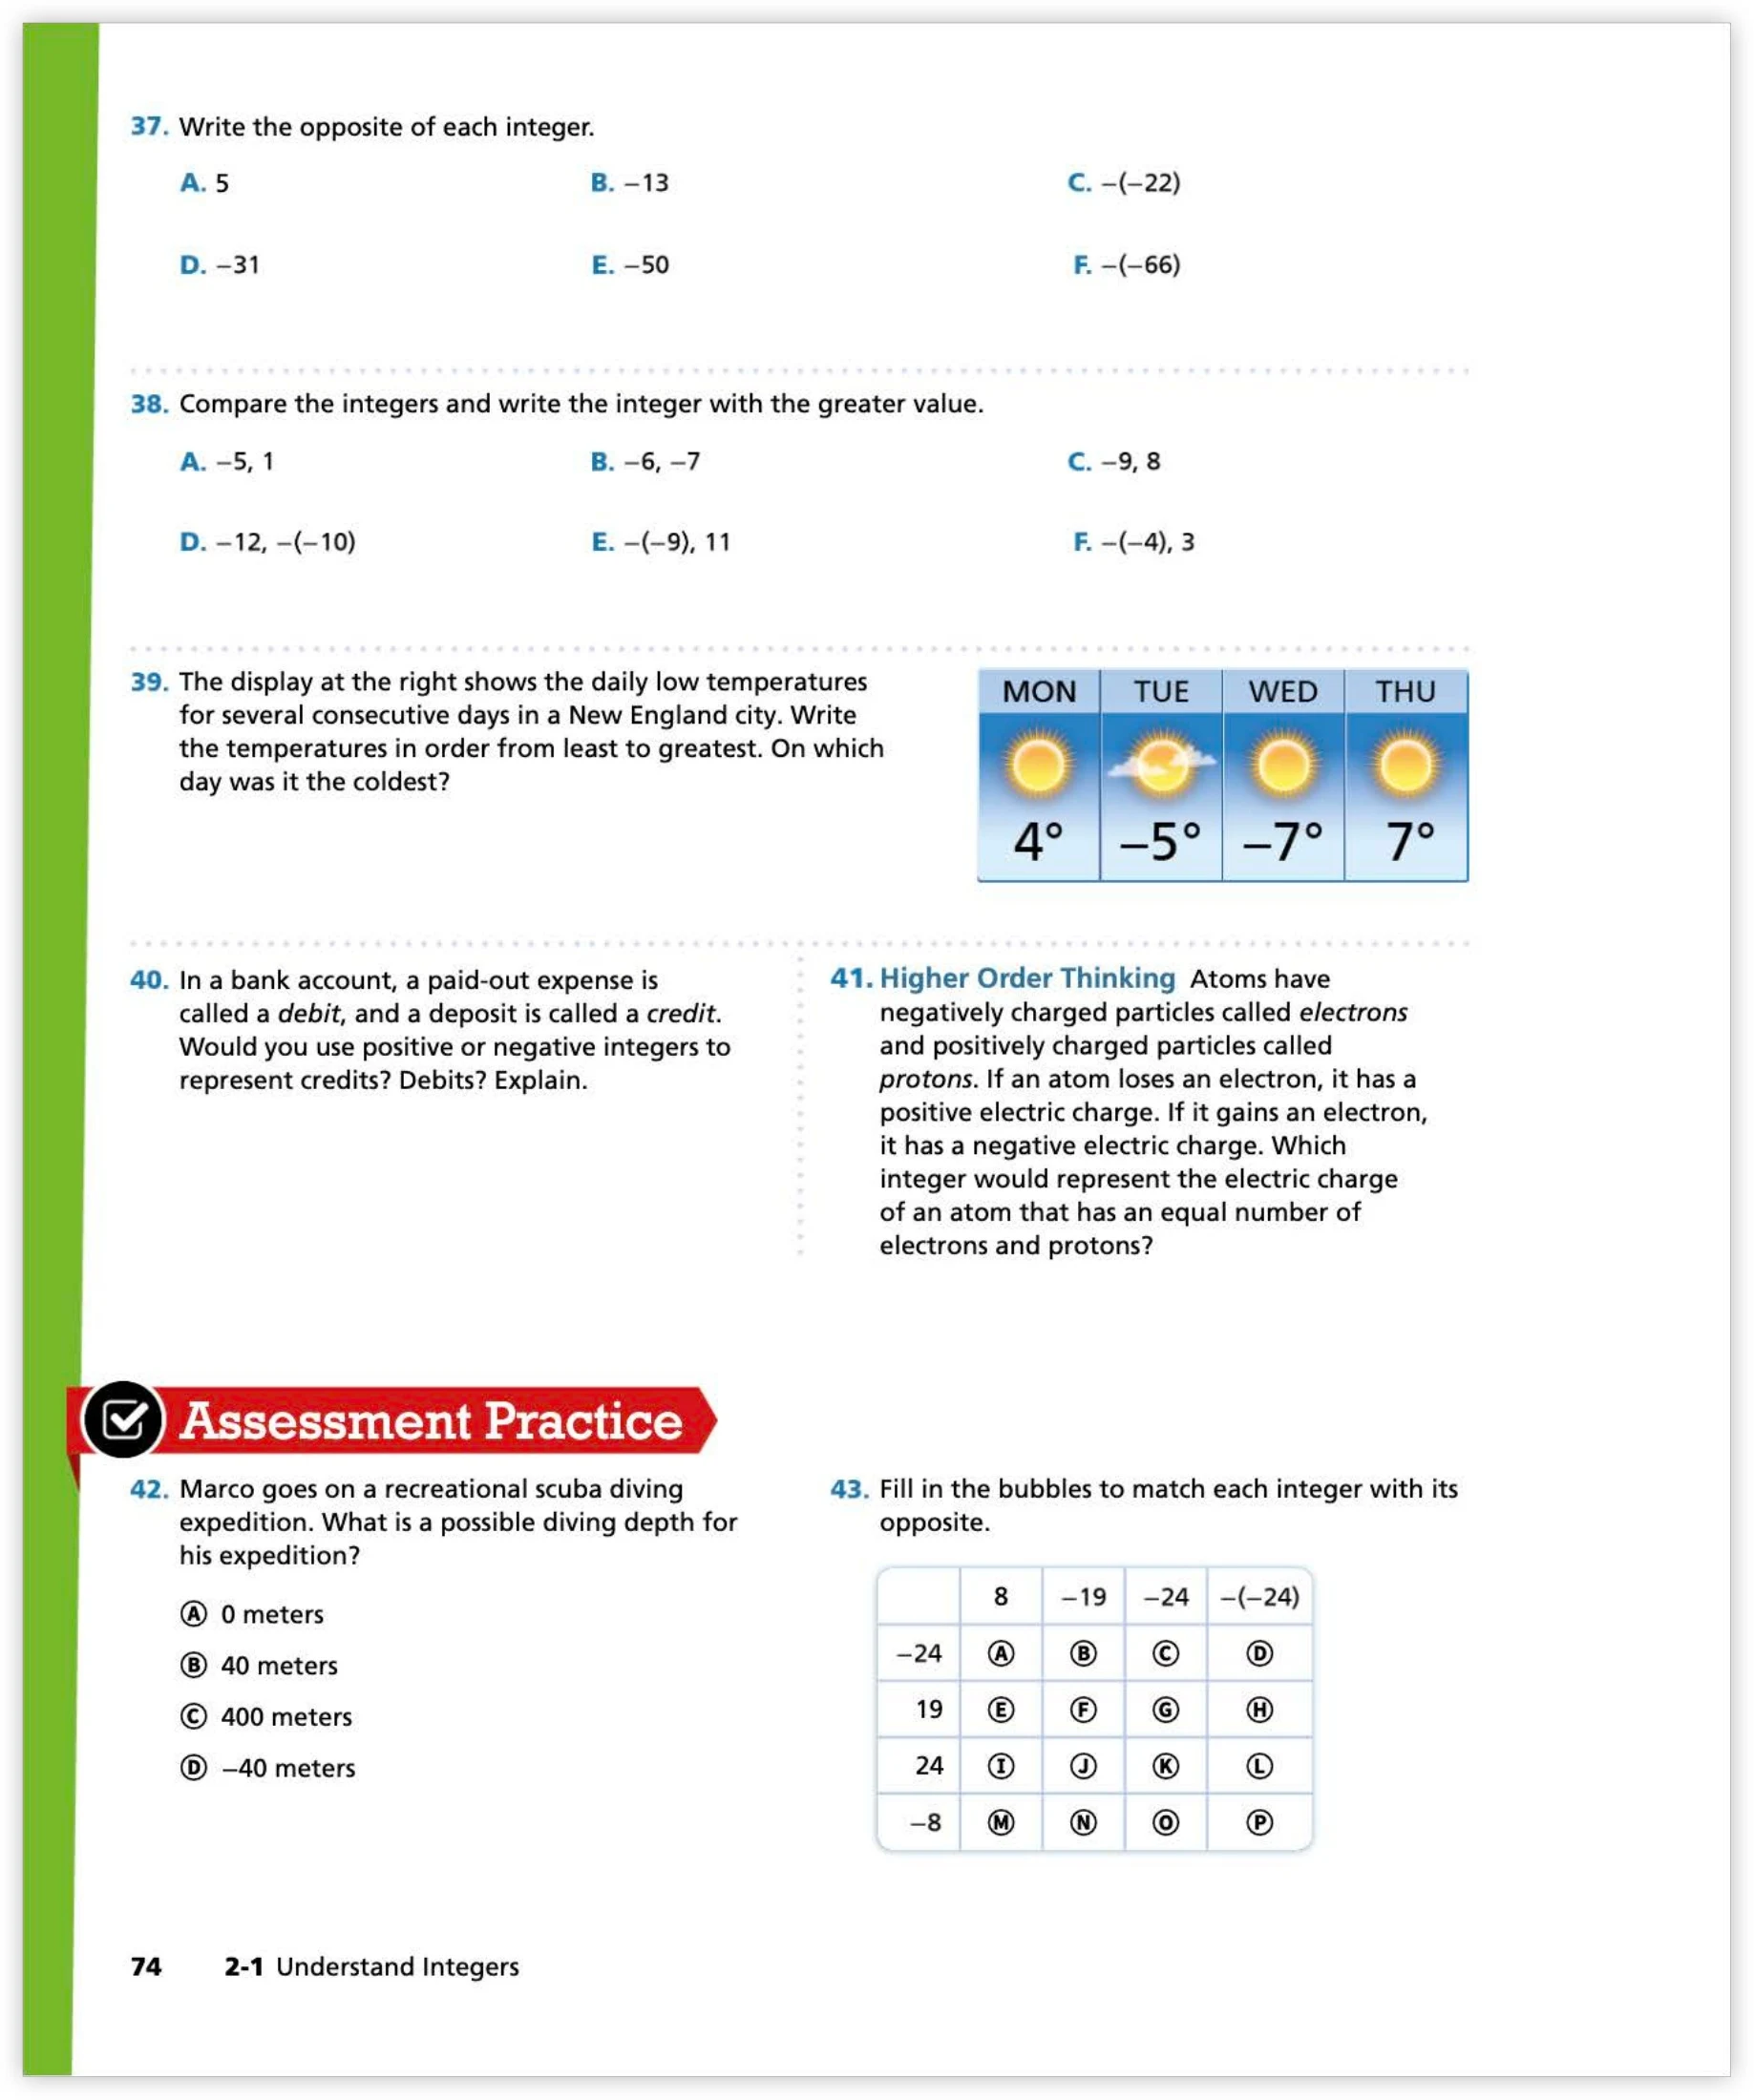 37. Write the opposite of each integer.
A. 5 B. –13 C. –(–22)
D. –31 E. –50 F. –(–66)
38. Compare the integers and write the integer with the greater value.
A. –5, 1 B. –6, –7 C. –9, 8
D. –12, –(–10) E. –(–9), 11 F. –(–4), 3
39. The display at the right shows the daily low temperatures
for several consecutive days in a New England city. Write
the temperatures in order from least to greatest. On which
day was it the coldest?
MON TUE WED THU
4° –5° –7° 7°
40. In a bank account, a paid-out expense is
called a debit, and a deposit is called a credit.
Would you use positive or negative integers to
represent credits? Debits? Explain.
41. Higher Order Thinking Atoms have
negatively charged particles called electrons
and positively charged particles called
protons. If an atom loses an electron, it has a
positive electric charge. If it gains an electron,
it has a negative electric charge. Which
integer would represent the electric charge
of an atom that has an equal number of
electrons and protons?
Assessment Practice
42. Marco goes on a recreational scuba diving
expedition. What is a possible diving depth for
his expedition?
Ⓐ 0 meters
Ⓑ 40 meters
Ⓒ 400 meters
Ⓓ –40 meters
43. Fill in the bubbles to match each integer with its
opposite.
8 –19 –24 –(–24)
–24 Ⓐ Ⓑ Ⓒ Ⓓ
19 Ⓔ Ⓕ Ⓖ Ⓗ
24 Ⓘ Ⓙ Ⓚ Ⓛ
–8 Ⓜ Ⓝ Ⓞ Ⓟ
74 2-1 Understand Integers